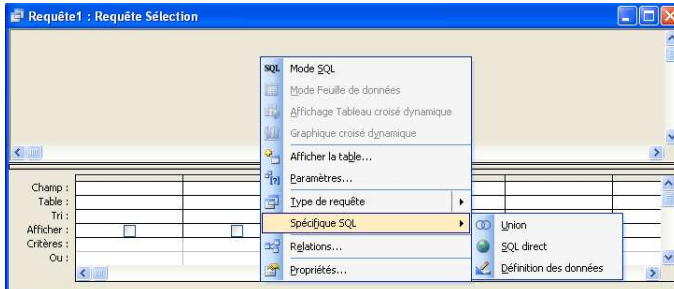 Requête1 : Requête Sélection
SQL Mode SQL
Mode Feuille de données
Affichage Tableau croisé dynamique
Graphique croisé dynamique
Afficher la table...
Paramètres...
Type de requête
Spécifique SQL
Relations...
Propriétés...
Union
SQL direct
Définition des données
Champ :
Table :
Tri :
Afficher :
Critères :
Ou :